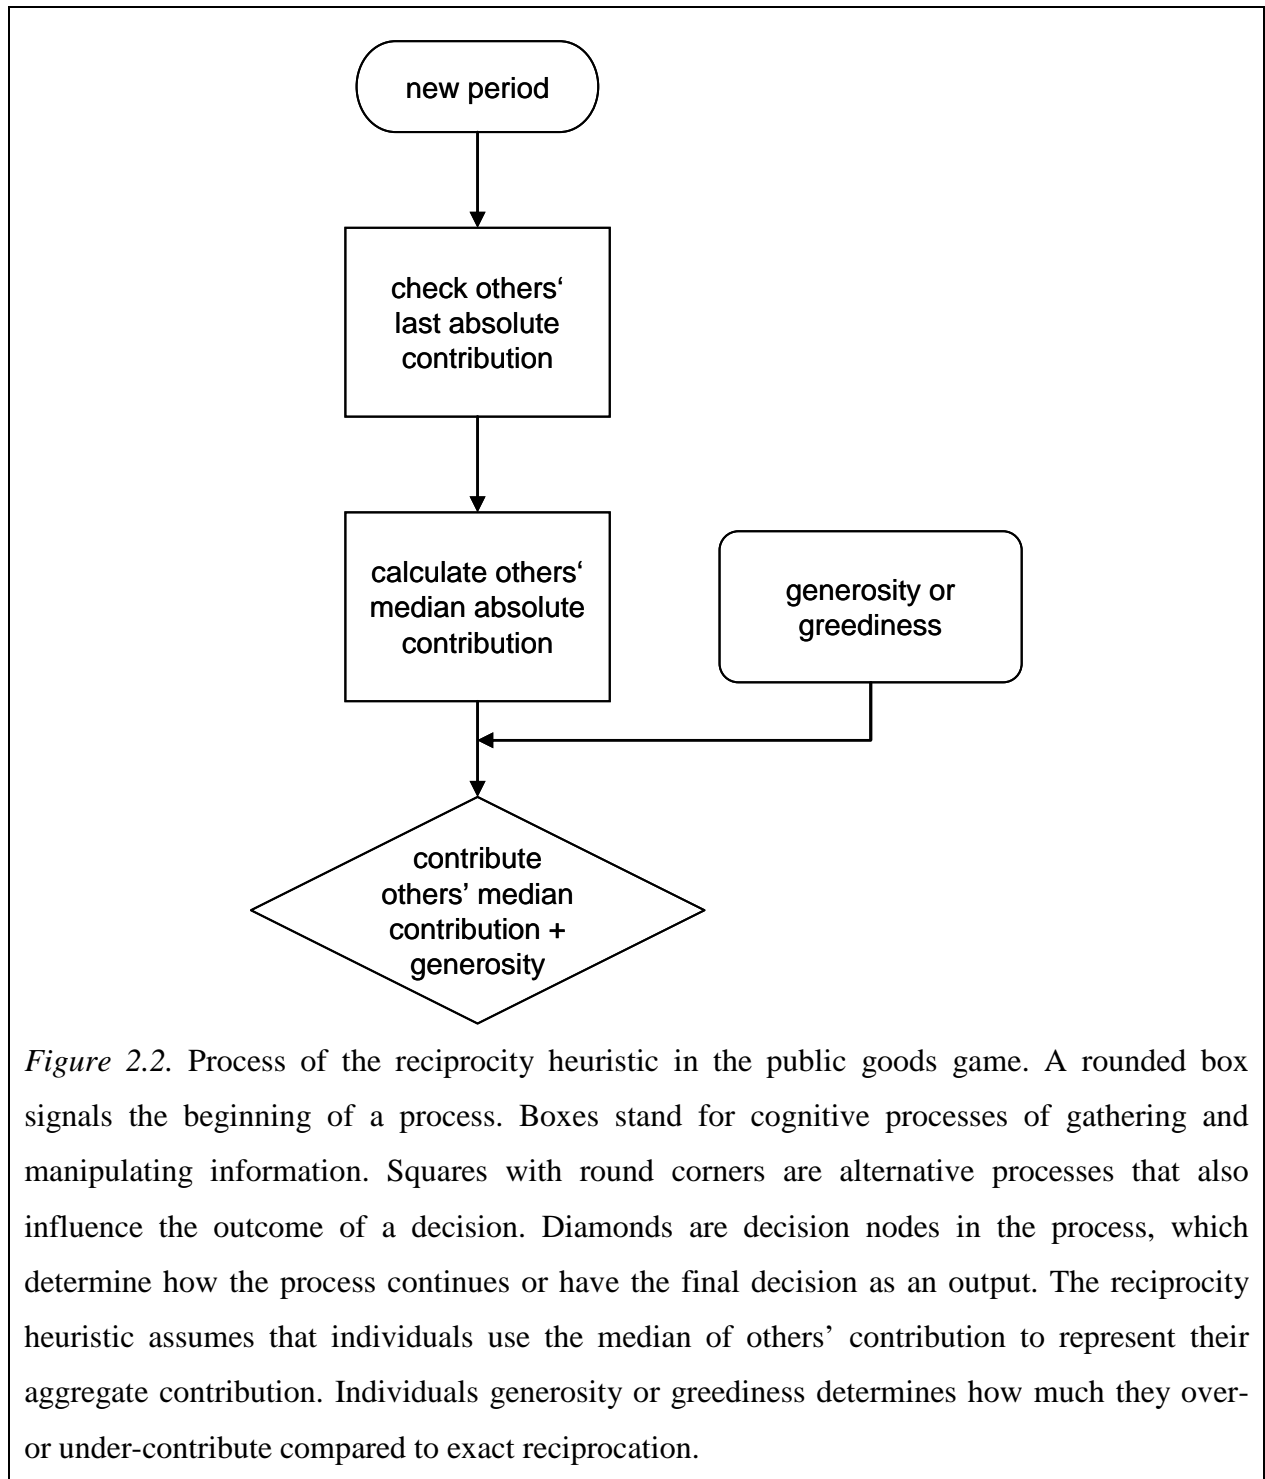 new period
check others‘
last absolute
contribution
calculate others‘
median absolute
contribution
generosity or
greediness
contribute
others’ median
contribution +
generosity
Figure 2.2. Process of the reciprocity heuristic in the public goods game. A rounded box
signals the beginning of a process. Boxes stand for cognitive processes of gathering and
manipulating information. Squares with round corners are alternative processes that also
influence the outcome of a decision. Diamonds are decision nodes in the process, which
determine how the process continues or have the final decision as an output. The reciprocity
heuristic assumes that individuals use the median of others’ contribution to represent their
aggregate contribution. Individuals generosity or greediness determines how much they over-
or under-contribute compared to exact reciprocation.